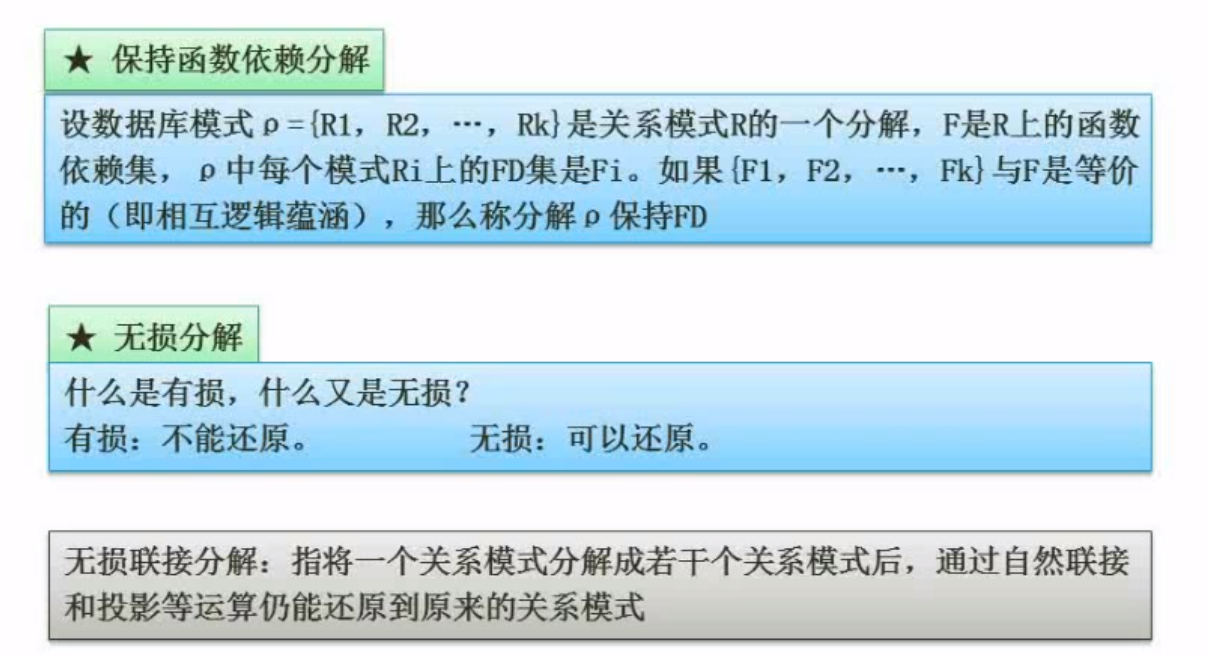 ★ 保持函数依赖分解
设数据库模式ρ={R1，R2，…，Rk}是关系模式R的一个分解，F是R上的函数
依赖集，ρ中每个模式Ri上的FD集是Fi。如果{F1，F2，…，Fk}与F是等价
的（即相互逻辑蕴涵），那么称分解ρ保持FD
★ 无损分解
什么是有损，什么又是无损？
有损：不能还原。 无损：可以还原。
无损联接分解：指将一个关系模式分解成若干个关系模式后，通过自然联接
和投影等运算仍能还原到原来的关系模式